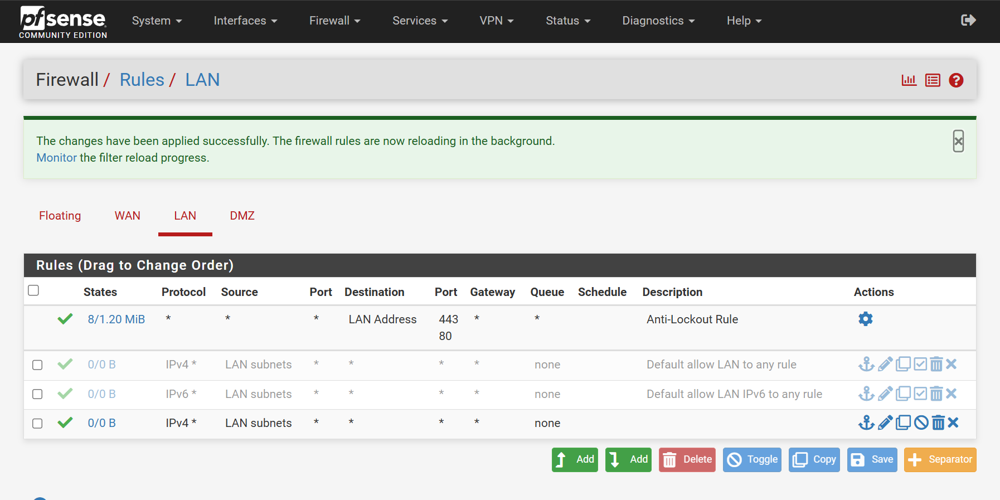 pfsense
COMMUNITY EDITION
System Interfaces Firewall Services VPN Status Diagnostics Help
Firewall / Rules / LAN
The changes have been applied successfully. The firewall rules are now reloading in the background.
Monitor the filter reload progress.
Floating WAN LAN DMZ
Rules (Drag to Change Order)
States Protocol Source Port Destination Port Gateway Queue Schedule Description Actions
8/1.20 MiB * * * LAN Address 443 * * Anti-Lockout Rule
80
0/0 B IPv4 * LAN subnets * * * * none Default allow LAN to any rule
0/0 B IPv6 * LAN subnets * * * * none Default allow LAN IPv6 to any rule
0/0 B IPv4 * LAN subnets * * * * none
Add Add Delete Toggle Copy Save Separator